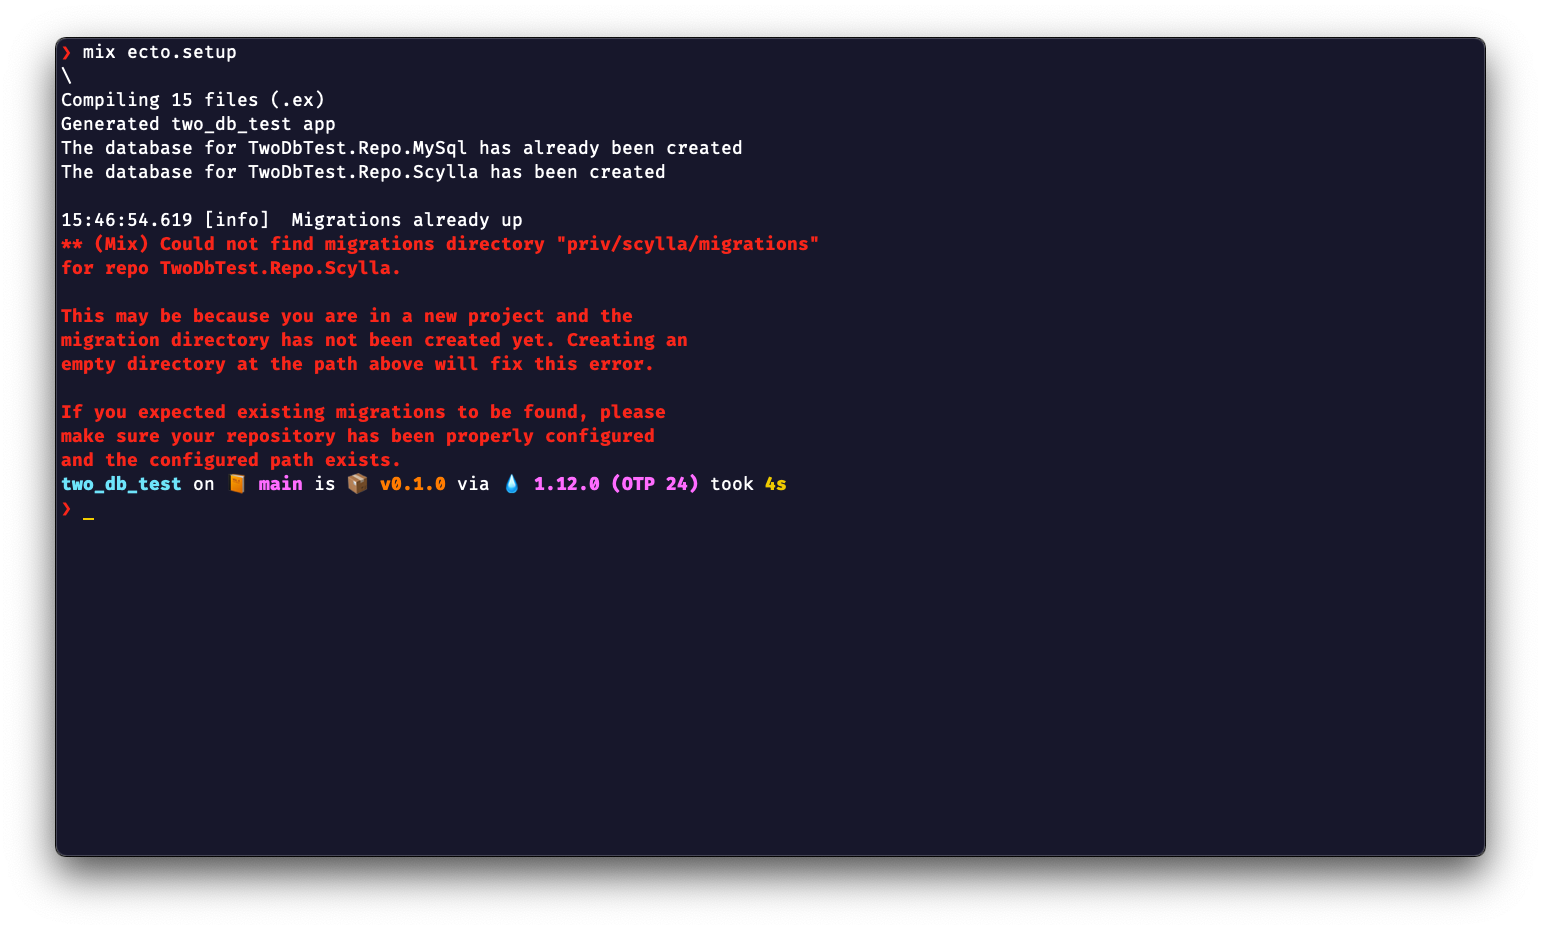 ❯ mix ecto.setup
\
Compiling 15 files (.ex)
Generated two_db_test app
The database for TwoDbTest.Repo.MySql has already been created
The database for TwoDbTest.Repo.Scylla has been created
15:46:54.619 [info]  Migrations already up
** (Mix) Could not find migrations directory "priv/scylla/migrations"
for repo TwoDbTest.Repo.Scylla.
This may be because you are in a new project and the
migration directory has not been created yet. Creating an
empty directory at the path above will fix this error.
If you expected existing migrations to be found, please
make sure your repository has been properly configured
and the configured path exists.
two_db_test on 📙 main is 📦 v0.1.0 via 💧 1.12.0 (OTP 24) took 4s
❯ _